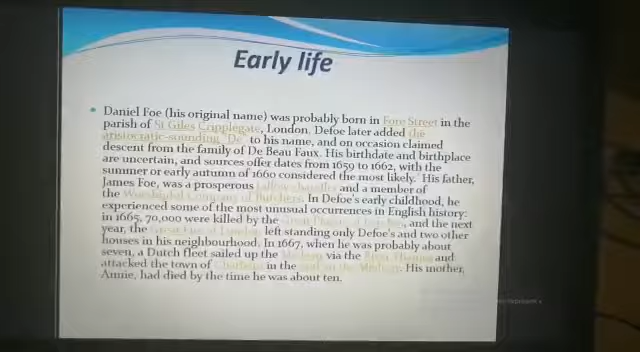 Early life
• Daniel Foe (his original name) was probably born in Fore Street in the
parish of St Giles Cripplegate, London. Defoe later added the
aristocratic-sounding "De" to his name, and on occasion claimed
descent from the family of De Beau Faux. His birthdate and birthplace
are uncertain, and sources offer dates from 1659 to 1662, with the
summer or early autumn of 1660 considered the most likely. His father,
James Foe, was a prosperous tallow chandler and a member of
the Worshipful Company of Butchers. In Defoe's early childhood, he
experienced some of the most unusual occurrences in English history:
in 1665, 70,000 were killed by the Great Plague of London, and the next
year, the Great Fire of London left standing only Defoe's and two other
houses in his neighbourhood. In 1667, when he was probably about
seven, a Dutch fleet sailed up the Medway via the River Thames and
attacked the town of Chatham in the raid on the Medway. His mother,
Annie, had died by the time he was about ten.